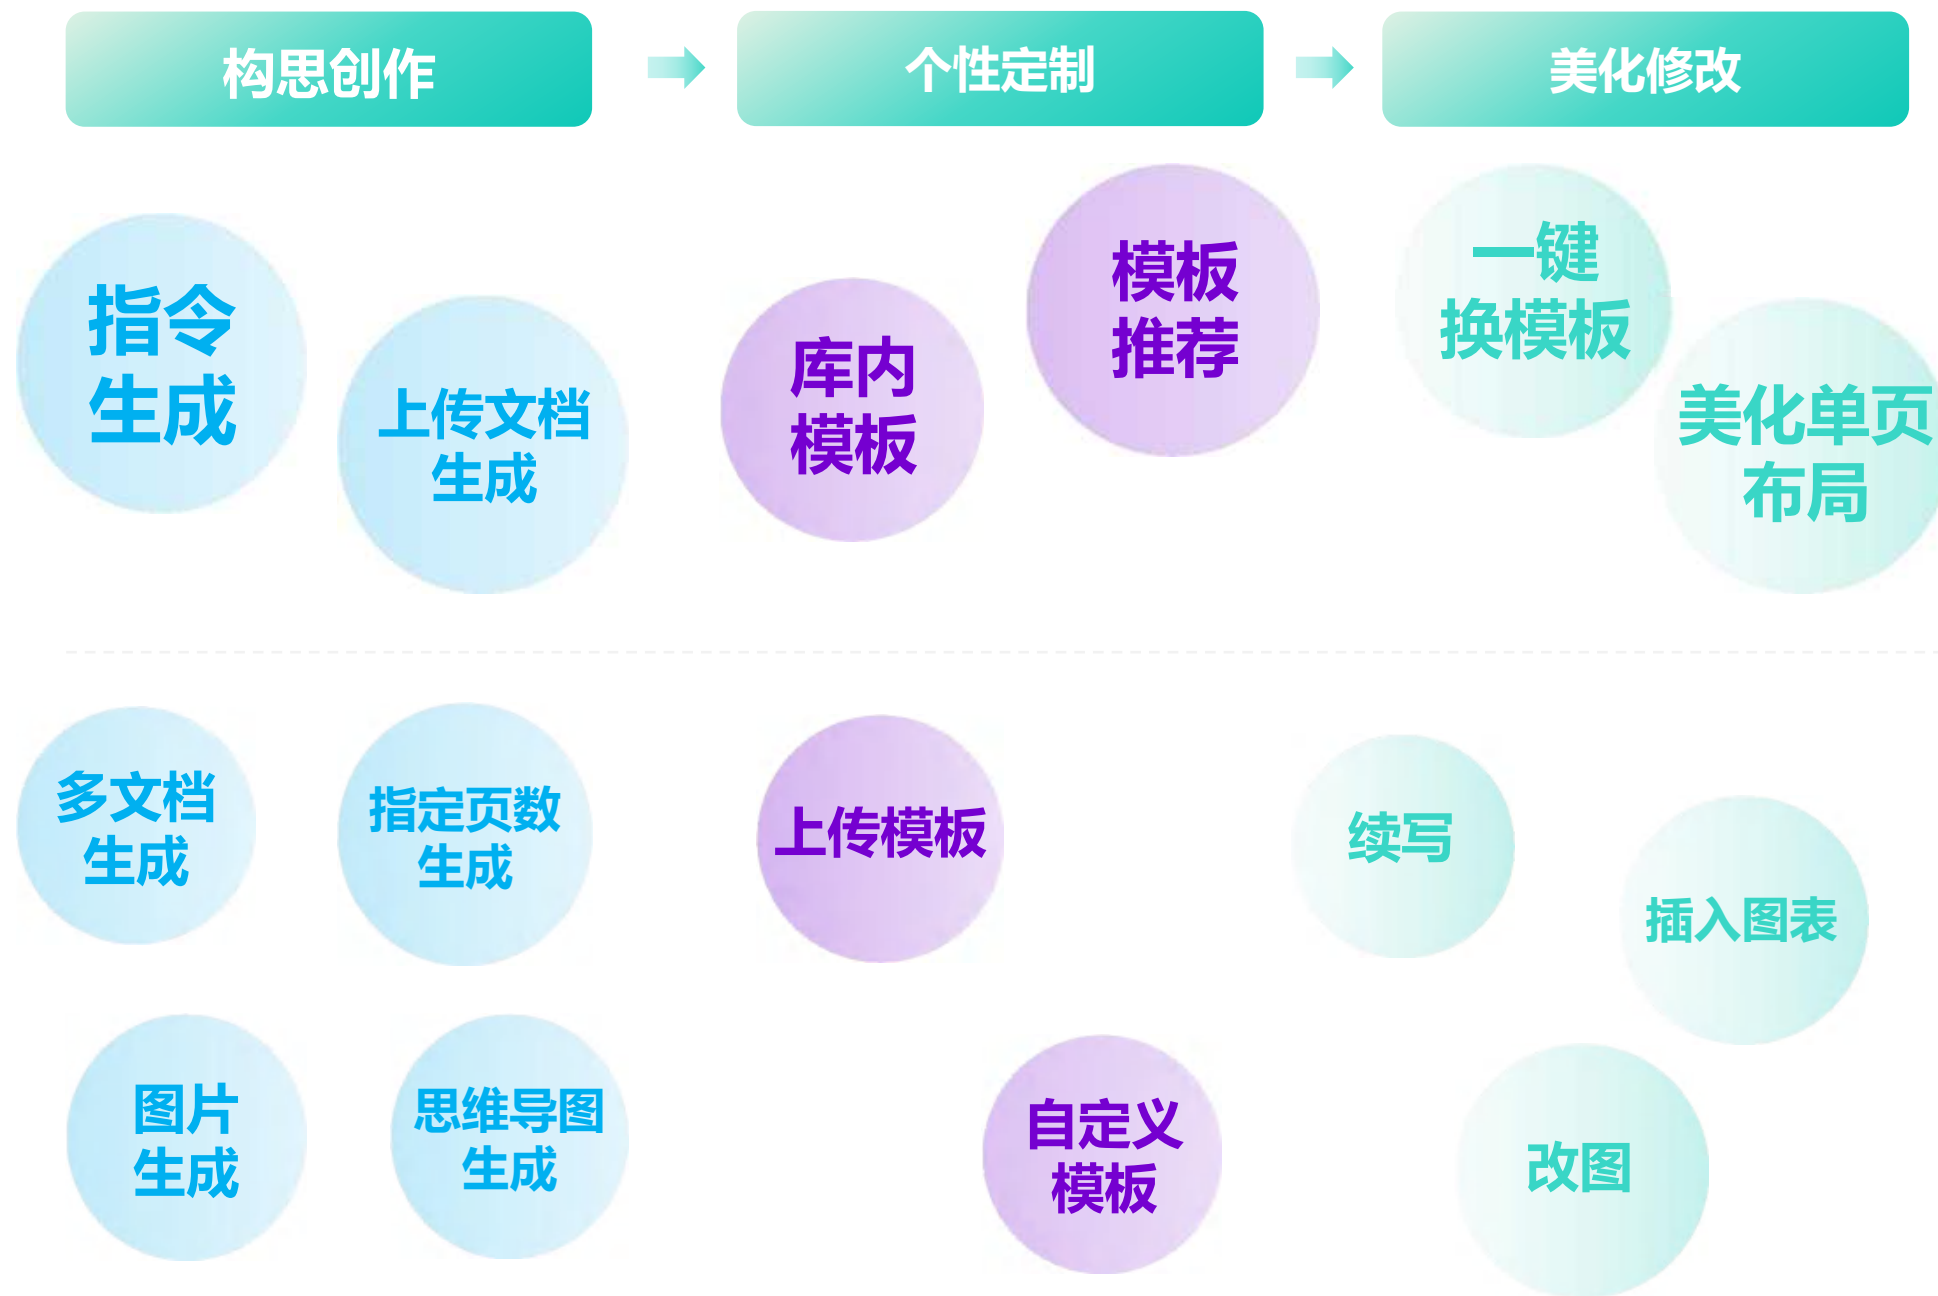 构思创作
个性定制
美化修改
指令
生成
上传文档
生成
库内
模板
模板
推荐
一键
换模板
美化单页
布局
多文档
生成
指定页数
生成
上传模板
续写
插入图表
图片
生成
思维导图
生成
自定义
模板
改图